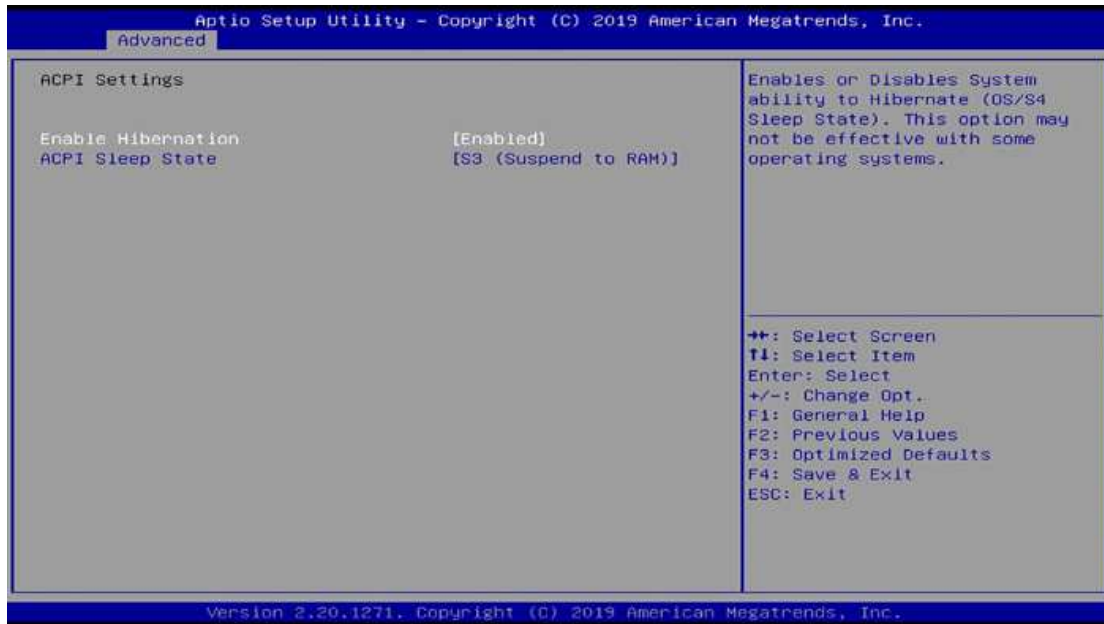 Aptio Setup Utility – Copyright (C) 2019 American Megatrends, Inc.
Advanced
ACPI Settings
Enable Hibernation [Enabled]
ACPI Sleep State [S3 (Suspend to RAM)]
Enables or Disables System
ability to Hibernate (OS/S4
Sleep State). This option may
not be effective with some
operating systems.
→←: Select Screen
↑↓: Select Item
Enter: Select
+/-: Change Opt.
F1: General Help
F2: Previous Values
F3: Optimized Defaults
F4: Save & Exit
ESC: Exit
Version 2.20.1271. Copyright (C) 2019 American Megatrends, Inc.